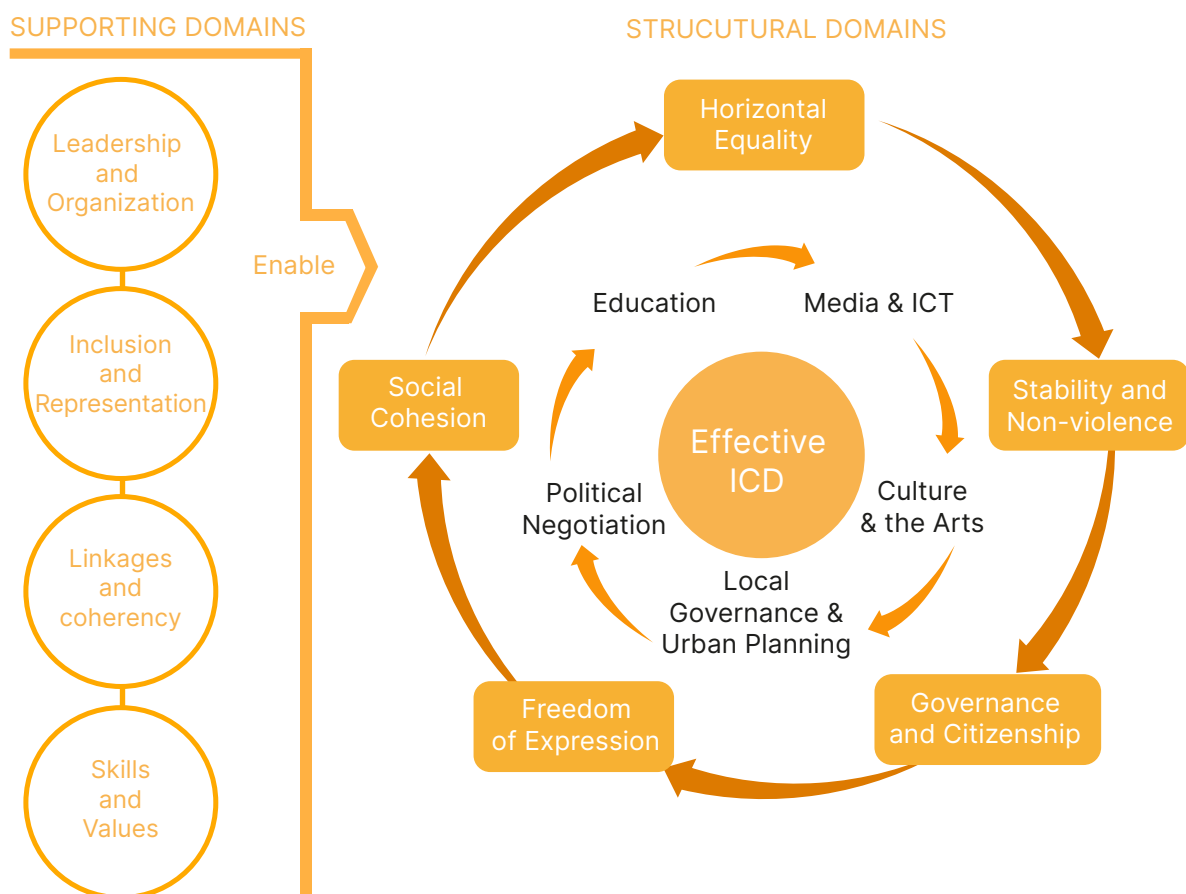 SUPPORTING DOMAINS
Leadership
and
Organization
Inclusion
and
Representation
Linkages
and
coherency
Skills
and
Values
Enable
STRUCUTURAL DOMAINS
Horizontal
Equality
Stability and
Non-violence
Governance
and Citizenship
Freedom
of Expression
Social
Cohesion
Education
Media & ICT
Culture
& the Arts
Local
Governance &
Urban Planning
Political
Negotiation
Effective
ICD